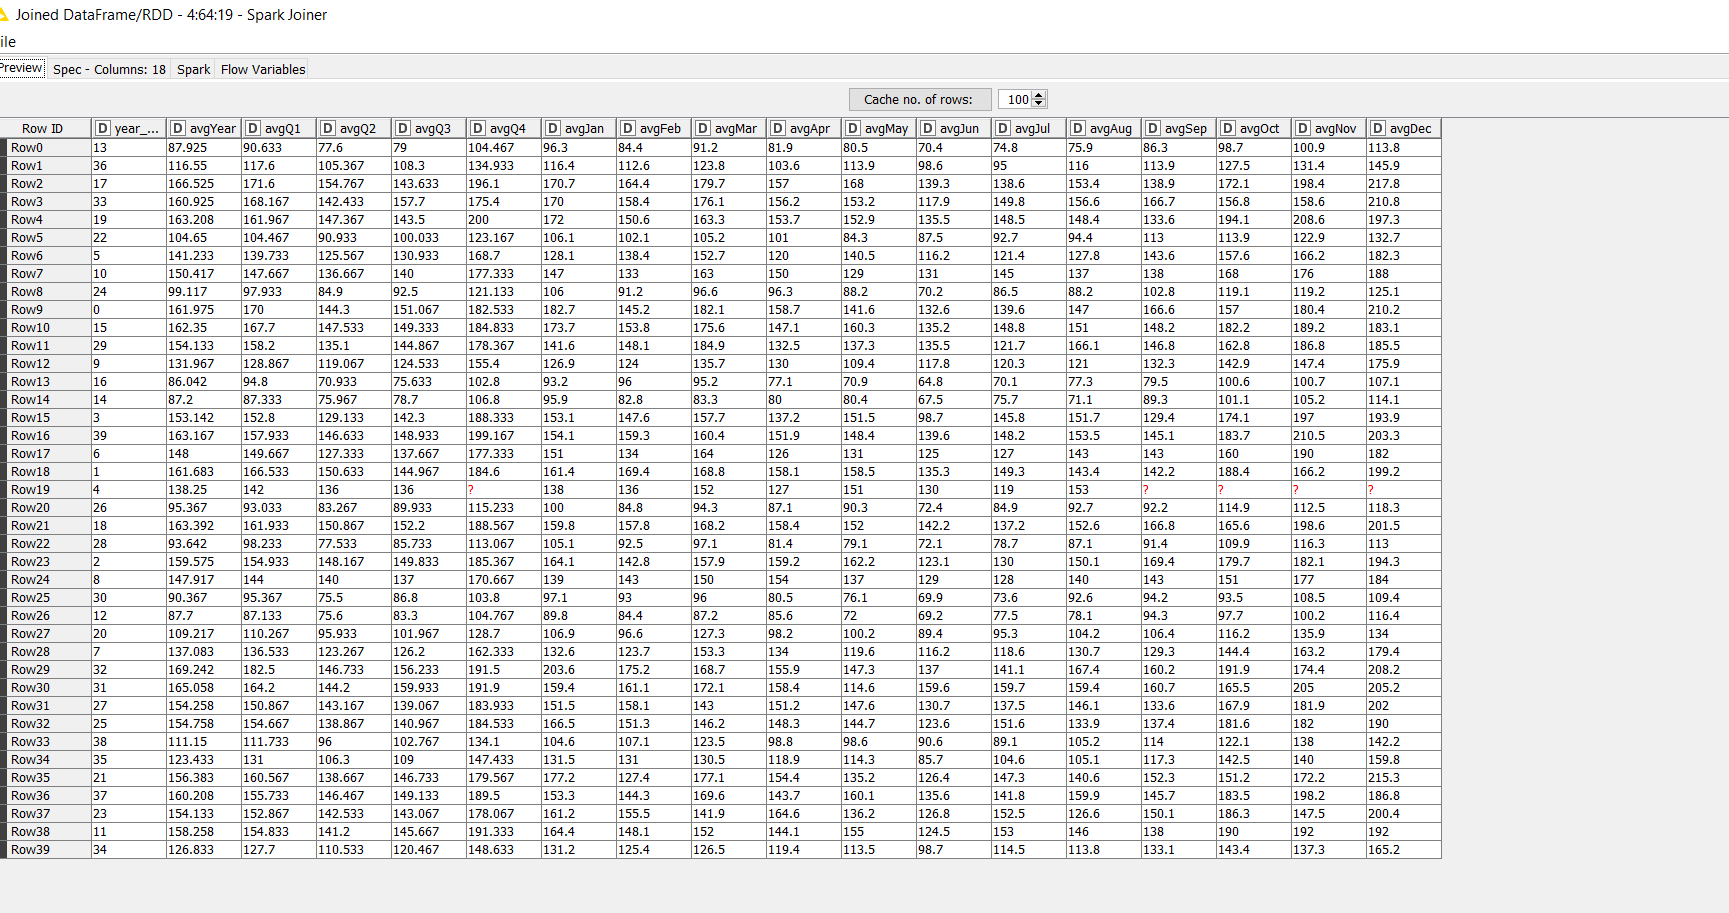 Joined DataFrame/RDD - 4:64:19 - Spark Joiner
ile
Preview Spec - Columns: 18 Spark Flow Variables
Cache no. of rows: 100
Row ID D year_... D avgYear D avgQ1 D avgQ2 D avgQ3 D avgQ4 D avgJan D avgFeb D avgMar D avgApr D avgMay D avgJun D avgJul D avgAug D avgSep D avgOct D avgNov D avgDec
Row0 13 87.925 90.633 77.6 79 104.467 96.3 84.4 91.2 81.9 80.5 70.4 74.8 75.9 86.3 98.7 100.9 113.8
Row1 36 116.55 117.6 105.367 108.3 134.933 116.4 112.6 123.8 103.6 113.9 98.6 95 116 113.9 127.5 131.4 145.9
Row2 17 166.525 171.6 154.767 143.633 196.1 170.7 164.4 179.7 157 168 139.3 138.6 153.4 138.9 172.1 198.4 217.8
Row3 33 160.925 168.167 142.433 157.7 175.4 170 158.4 176.1 156.2 153.2 117.9 149.8 156.6 166.7 156.8 158.6 210.8
Row4 19 163.208 161.967 147.367 143.5 200 172 150.6 163.3 153.7 152.9 135.5 148.5 148.4 133.6 194.1 208.6 197.3
Row5 22 104.65 104.467 90.933 100.033 123.167 106.1 102.1 105.2 101 84.3 87.5 92.7 94.4 113 113.9 122.9 132.7
Row6 5 141.233 139.733 125.567 130.933 168.7 128.1 138.4 152.7 120 140.5 116.2 121.4 127.8 143.6 157.6 166.2 182.3
Row7 10 150.417 147.667 136.667 140 177.333 147 133 163 150 129 131 145 137 138 168 176 188
Row8 24 99.117 97.933 84.9 92.5 121.133 106 91.2 96.6 96.3 88.2 70.2 86.5 88.2 102.8 119.1 119.2 125.1
Row9 0 161.975 170 144.3 151.067 182.533 182.7 145.2 182.1 158.7 141.6 132.6 139.6 147 166.6 157 180.4 210.2
Row10 15 162.35 167.7 147.533 149.333 184.833 173.7 153.8 175.6 147.1 160.3 135.2 148.8 151 148.2 182.2 189.2 183.1
Row11 29 154.133 158.2 135.1 144.867 178.367 141.6 148.1 184.9 132.5 137.3 135.5 121.7 166.1 146.8 162.8 186.8 185.5
Row12 9 131.967 128.867 119.067 124.533 155.4 126.9 124 135.7 130 109.4 117.8 120.3 121 132.3 142.9 147.4 175.9
Row13 16 86.042 94.8 70.933 75.633 102.8 93.2 96 95.2 77.1 70.9 64.8 70.1 77.3 79.5 100.6 100.7 107.1
Row14 14 87.2 87.333 75.967 78.7 106.8 95.9 82.8 83.3 80 80.4 67.5 75.7 71.1 89.3 101.1 105.2 114.1
Row15 3 153.142 152.8 129.133 142.3 188.333 153.1 147.6 157.7 137.2 151.5 98.7 145.8 151.7 129.4 174.1 197 193.9
Row16 39 163.167 157.933 146.633 148.933 199.167 154.1 159.3 160.4 151.9 148.4 139.6 148.2 153.5 145.1 183.7 210.5 203.3
Row17 6 148 149.667 127.333 137.667 177.333 151 134 164 126 131 125 127 143 143 160 190 182
Row18 1 161.683 166.533 150.633 144.967 184.6 161.4 169.4 168.8 158.1 158.5 135.3 149.3 143.4 142.2 188.4 166.2 199.2
Row19 4 138.25 142 136 136 ? 138 136 152 127 151 130 119 153 ? ? ? ?
Row20 26 95.367 93.033 83.267 89.933 115.233 100 84.8 94.3 87.1 90.3 72.4 84.9 92.7 92.2 114.9 112.5 118.3
Row21 18 163.392 161.933 150.867 152.2 188.567 159.8 157.8 168.2 158.4 152 142.2 137.2 152.6 166.8 165.6 198.6 201.5
Row22 28 93.642 98.233 77.533 85.733 113.067 105.1 92.5 97.1 81.4 79.1 72.1 78.7 87.1 91.4 109.9 116.3 113
Row23 2 159.575 154.933 148.167 149.833 185.367 164.1 142.8 157.9 159.2 162.2 123.1 130 150.1 169.4 179.7 182.1 194.3
Row24 8 147.917 144 140 137 170.667 139 143 150 154 137 129 128 140 143 151 177 184
Row25 30 90.367 95.367 75.5 86.8 103.8 97.1 93 96 80.5 76.1 69.9 73.6 92.6 94.2 93.5 108.5 109.4
Row26 12 87.7 87.133 75.6 83.3 104.767 89.8 84.4 87.2 85.6 72 69.2 77.5 78.1 94.3 97.7 100.2 116.4
Row27 20 109.217 110.267 95.933 101.967 128.7 106.9 96.6 127.3 98.2 100.2 89.4 95.3 104.2 106.4 116.2 135.9 134
Row28 7 137.083 136.533 123.267 126.2 162.333 132.6 123.7 153.3 134 119.6 116.2 118.6 130.7 129.3 144.4 163.2 179.4
Row29 32 169.242 182.5 146.733 156.233 191.5 203.6 175.2 168.7 155.9 147.3 137 141.1 167.4 160.2 191.9 174.4 208.2
Row30 31 165.058 164.2 144.2 159.933 191.9 159.4 161.1 172.1 158.4 114.6 159.6 159.7 159.4 160.7 165.5 205 205.2
Row31 27 154.258 150.867 143.167 139.067 183.933 151.5 158.1 143 151.2 147.6 130.7 137.5 146.1 133.6 167.9 181.9 202
Row32 25 154.758 154.667 138.867 140.967 184.533 166.5 151.3 146.2 148.3 144.7 123.6 151.6 133.9 137.4 181.6 182 190
Row33 38 111.15 111.733 96 102.767 134.1 104.6 107.1 123.5 98.8 98.6 90.6 89.1 105.2 114 122.1 138 142.2
Row34 35 123.433 131 106.3 109 147.433 131.5 131 130.5 118.9 114.3 85.7 104.6 105.1 117.3 142.5 140 159.8
Row35 21 156.383 160.567 138.667 146.733 179.567 177.2 127.4 177.1 154.4 135.2 126.4 147.3 140.6 152.3 151.2 172.2 215.3
Row36 37 160.208 155.733 146.467 149.133 189.5 153.3 144.3 169.6 143.7 160.1 135.6 141.8 159.9 145.7 183.5 198.2 186.8
Row37 23 154.133 152.867 142.533 143.067 178.067 161.2 155.5 141.9 164.6 136.2 126.8 152.5 126.6 150.1 186.3 147.5 200.4
Row38 11 158.258 154.833 141.2 145.667 191.333 164.4 148.1 152 144.1 155 124.5 153 146 138 190 192 192
Row39 34 126.833 127.7 110.533 120.467 148.633 131.2 125.4 126.5 119.4 113.5 98.7 114.5 113.8 133.1 143.4 137.3 165.2